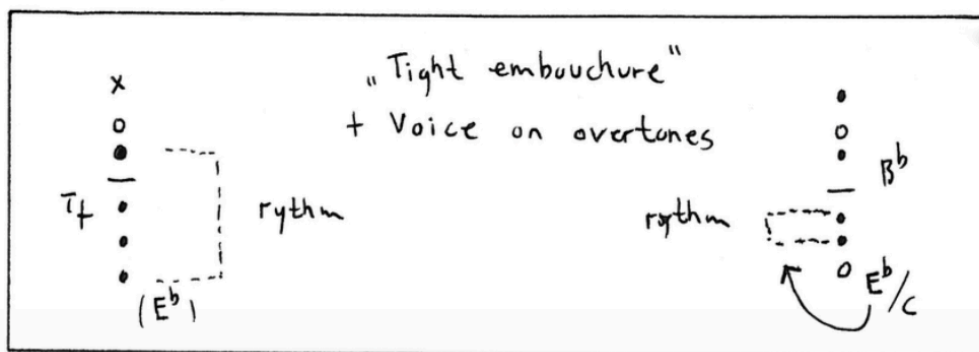 „Tight embouchure“
+ Voice on overtones
x
Tf
rythm
(E♭)
B♭
rythm
E♭/C